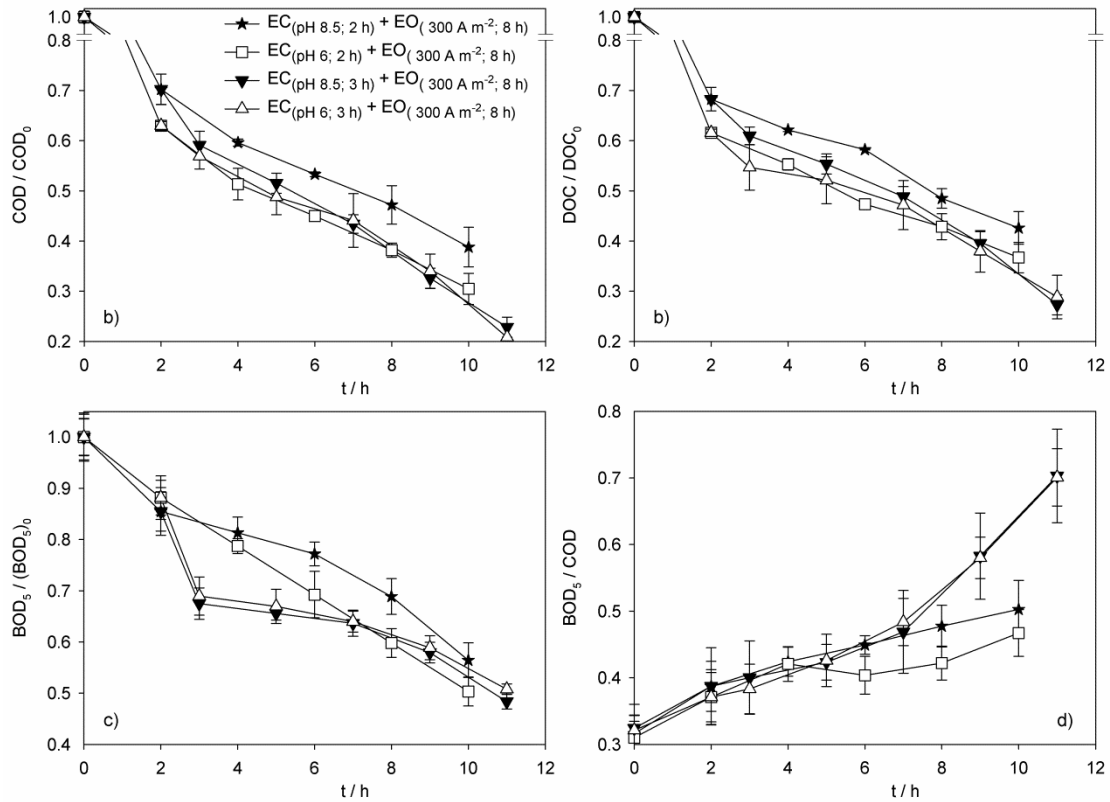 EC(pH 8.5; 2 h) + EO( 300 A m-2; 8 h)
EC(pH 6; 2 h) + EO( 300 A m-2; 8 h)
EC(pH 8.5; 3 h) + EO( 300 A m-2; 8 h)
EC(pH 6; 3 h) + EO( 300 A m-2; 8 h)
COD / COD0
1.0
0.8
0.7
0.6
0.5
0.4
0.3
0.2
b)
0 2 4 6 8 10 12
t / h
DOC / DOC0
1.0
0.8
0.7
0.6
0.5
0.4
0.3
0.2
b)
0 2 4 6 8 10 12
t / h
BOD5 / (BOD5)0
1.0
0.9
0.8
0.7
0.6
0.5
0.4
c)
0 2 4 6 8 10 12
t / h
BOD5 / COD
0.8
0.7
0.6
0.5
0.4
0.3
d)
0 2 4 6 8 10 12
t / h